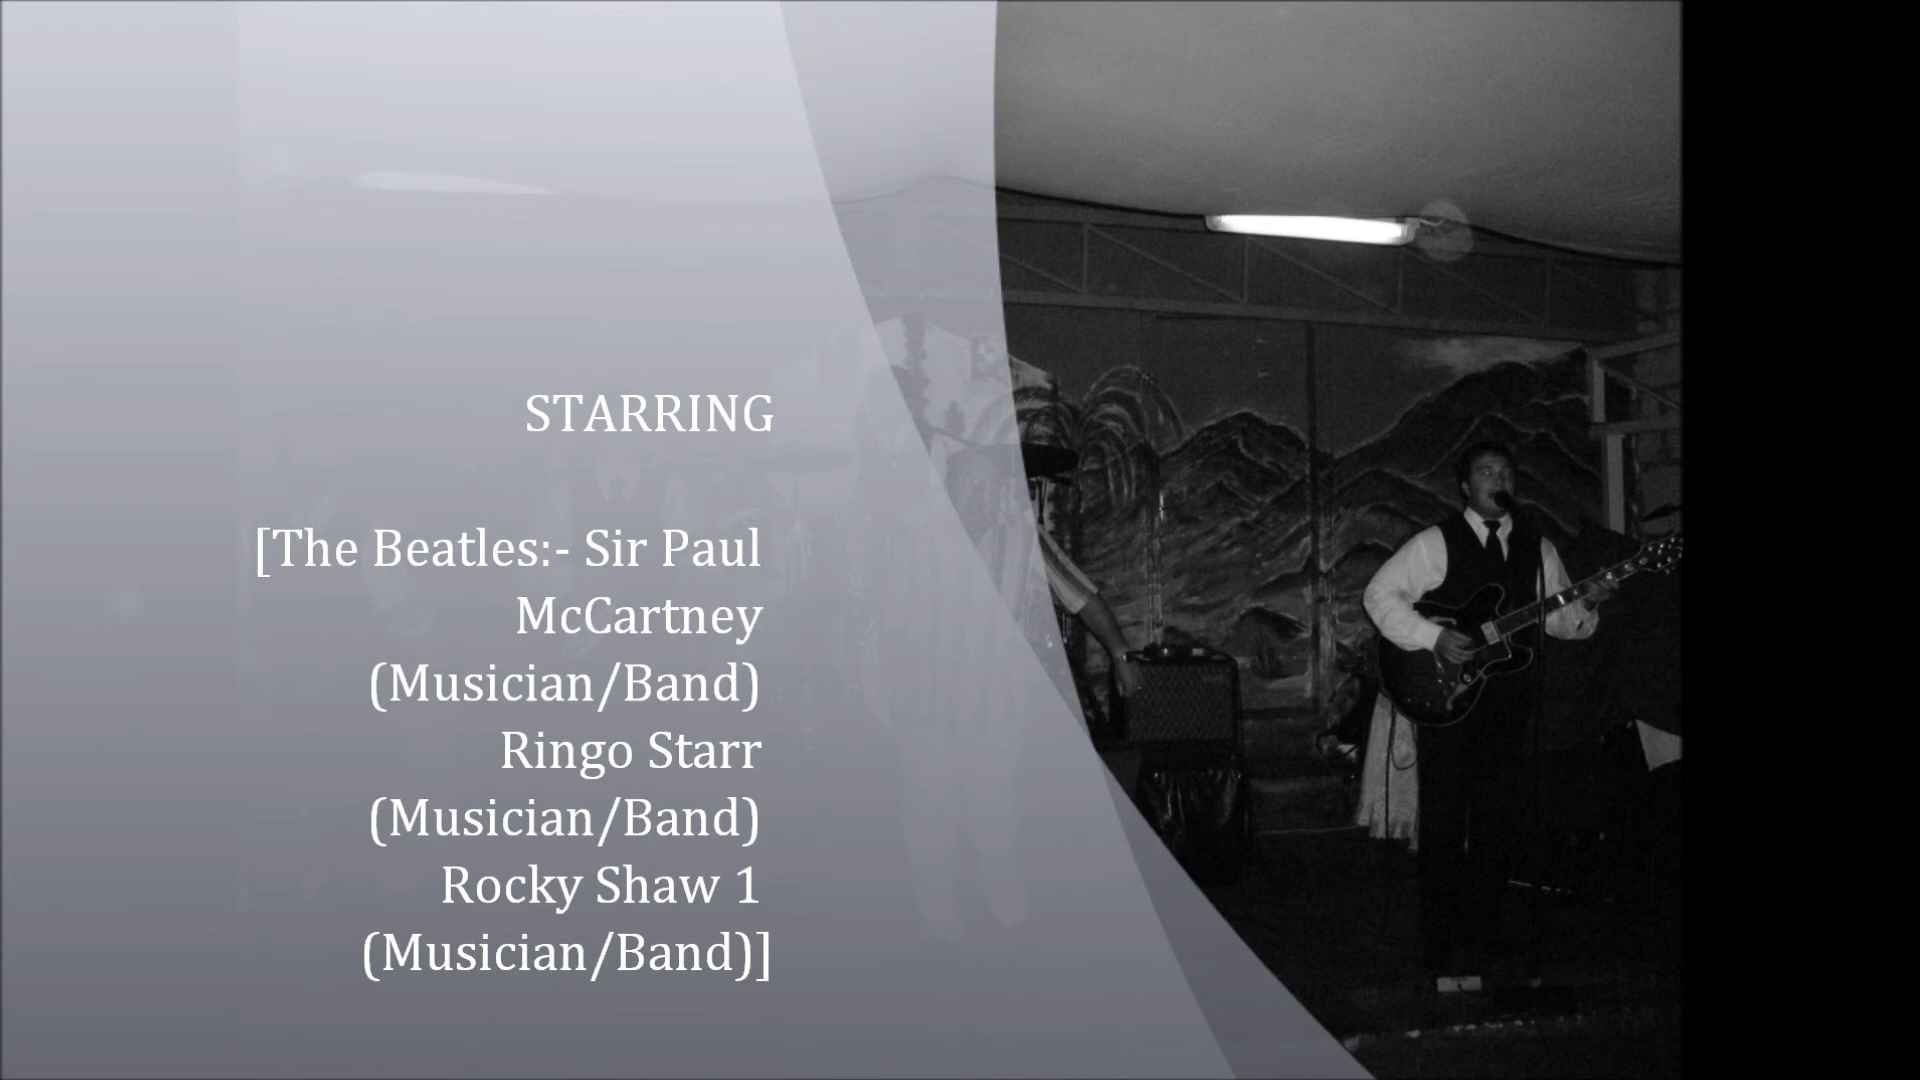 STARRING
[The Beatles:- Sir Paul
McCartney
(Musician/Band)
Ringo Starr
(Musician/Band)
Rocky Shaw 1
(Musician/Band)]